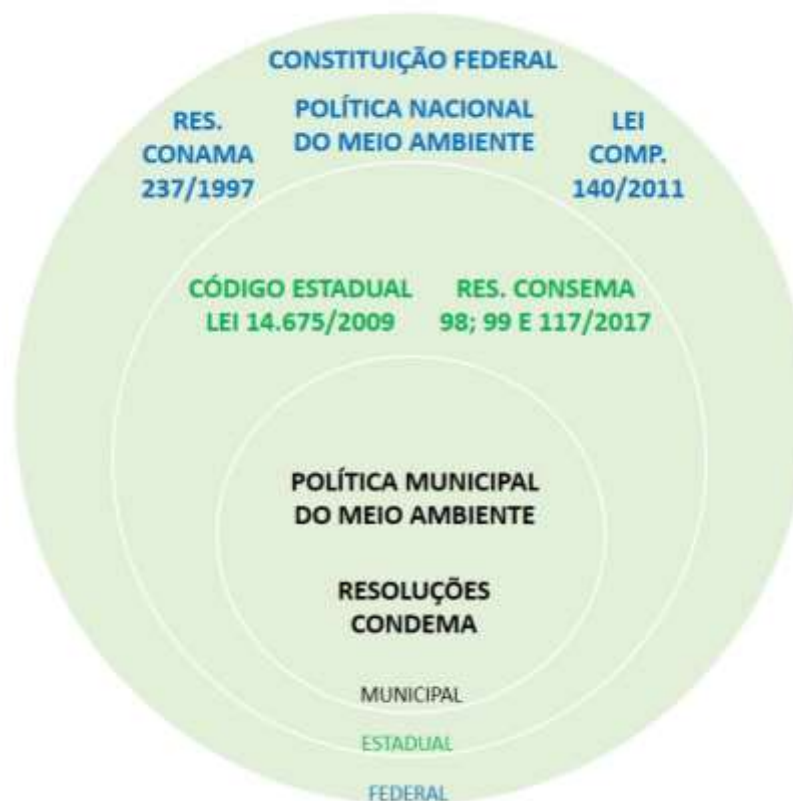 CONSTITUIÇÃO FEDERAL
POLÍTICA NACIONAL
DO MEIO AMBIENTE
RES.
CONAMA
237/1997
LEI
COMP.
140/2011
CÓDIGO ESTADUAL
LEI 14.675/2009
RES. CONSEMA
98; 99 E 117/2017
POLÍTICA MUNICIPAL
DO MEIO AMBIENTE
RESOLUÇÕES
CONDEMA
MUNICIPAL
ESTADUAL
FEDERAL